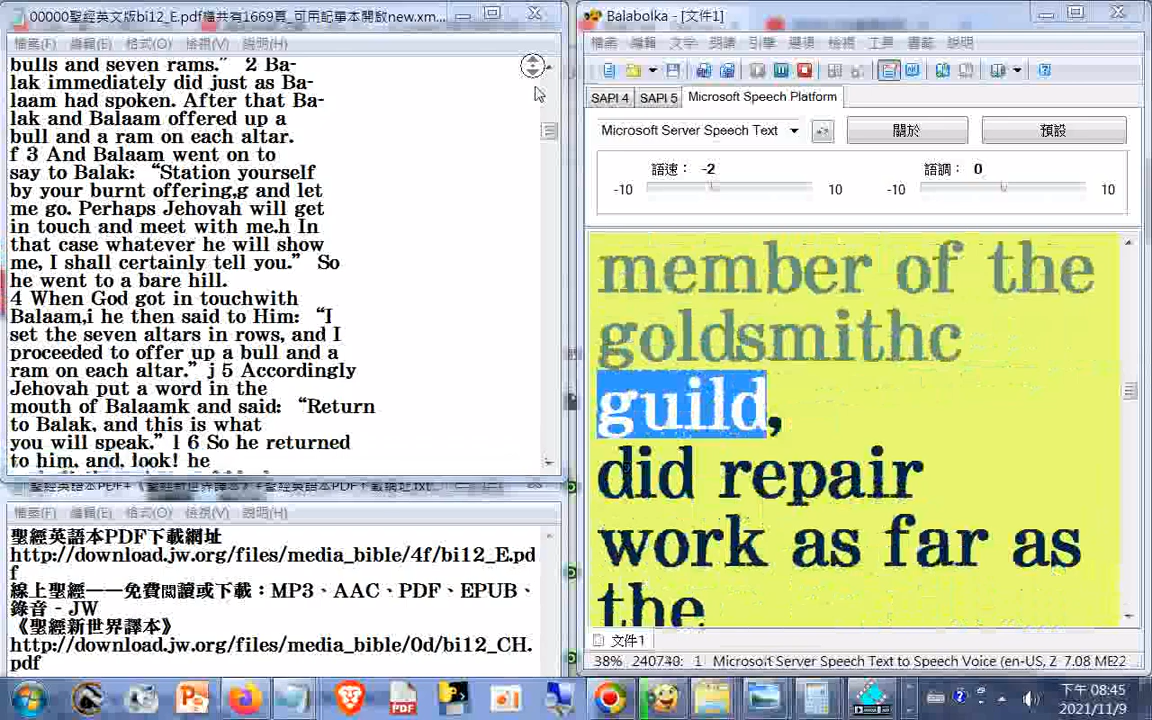 00000聖經英文版bi12_E.pdf檔共有1669頁_可用記事本開啟new.xm...
檔案(F) 編輯(E) 格式(O) 檢視(V) 說明(H)
bulls and seven rams.” 2 Ba-
lak immediately did just as Ba-
laam had spoken. After that Ba-
lak and Balaam offered up a
bull and a ram on each altar.
f 3 And Balaam went on to
say to Balak: “Station yourself
by your burnt offering,g and let
me go. Perhaps Jehovah will get
in touch and meet with me.h In
that case whatever he will show
me, I shall certainly tell you.” So
he went to a bare hill.
4 When God got in touchwith
Balaam,i he then said to Him: “I
set the seven altars in rows, and I
proceeded to offer up a bull and a
ram on each altar.” j 5 Accordingly
Jehovah put a word in the
mouth of Balaamk and said: “Return
to Balak, and this is what
you will speak.” l 6 So he returned
to him, and, look! he
檔案(F) 編輯(E) 格式(O) 檢視(V) 說明(H)
聖經英語本PDF下載網址
http://download.jw.org/files/media_bible/4f/bi12_E.pd
f
線上聖經——免費閱讀或下載：MP3、AAC、PDF、EPUB、
錄音 - JW
《聖經新世界譯本》
http://download.jw.org/files/media_bible/0d/bi12_CH.
pdf
Balabolka - [文件1]
檔案 編輯 文字 朗讀 引擎 選項 檢視 工具 書籤 說明
SAPI 4 SAPI 5 Microsoft Speech Platform
Microsoft Server Speech Text 關於 預設
語速： -2 語調： 0
-10 10 -10 10
member of the
goldsmithc
guild,
did repair
work as far as
the
文件1
38% 240740: 1 Microsoft Server Speech Text to Speech Voice (en-US, Z 7.08 ME22
下午 08:45
2021/11/9